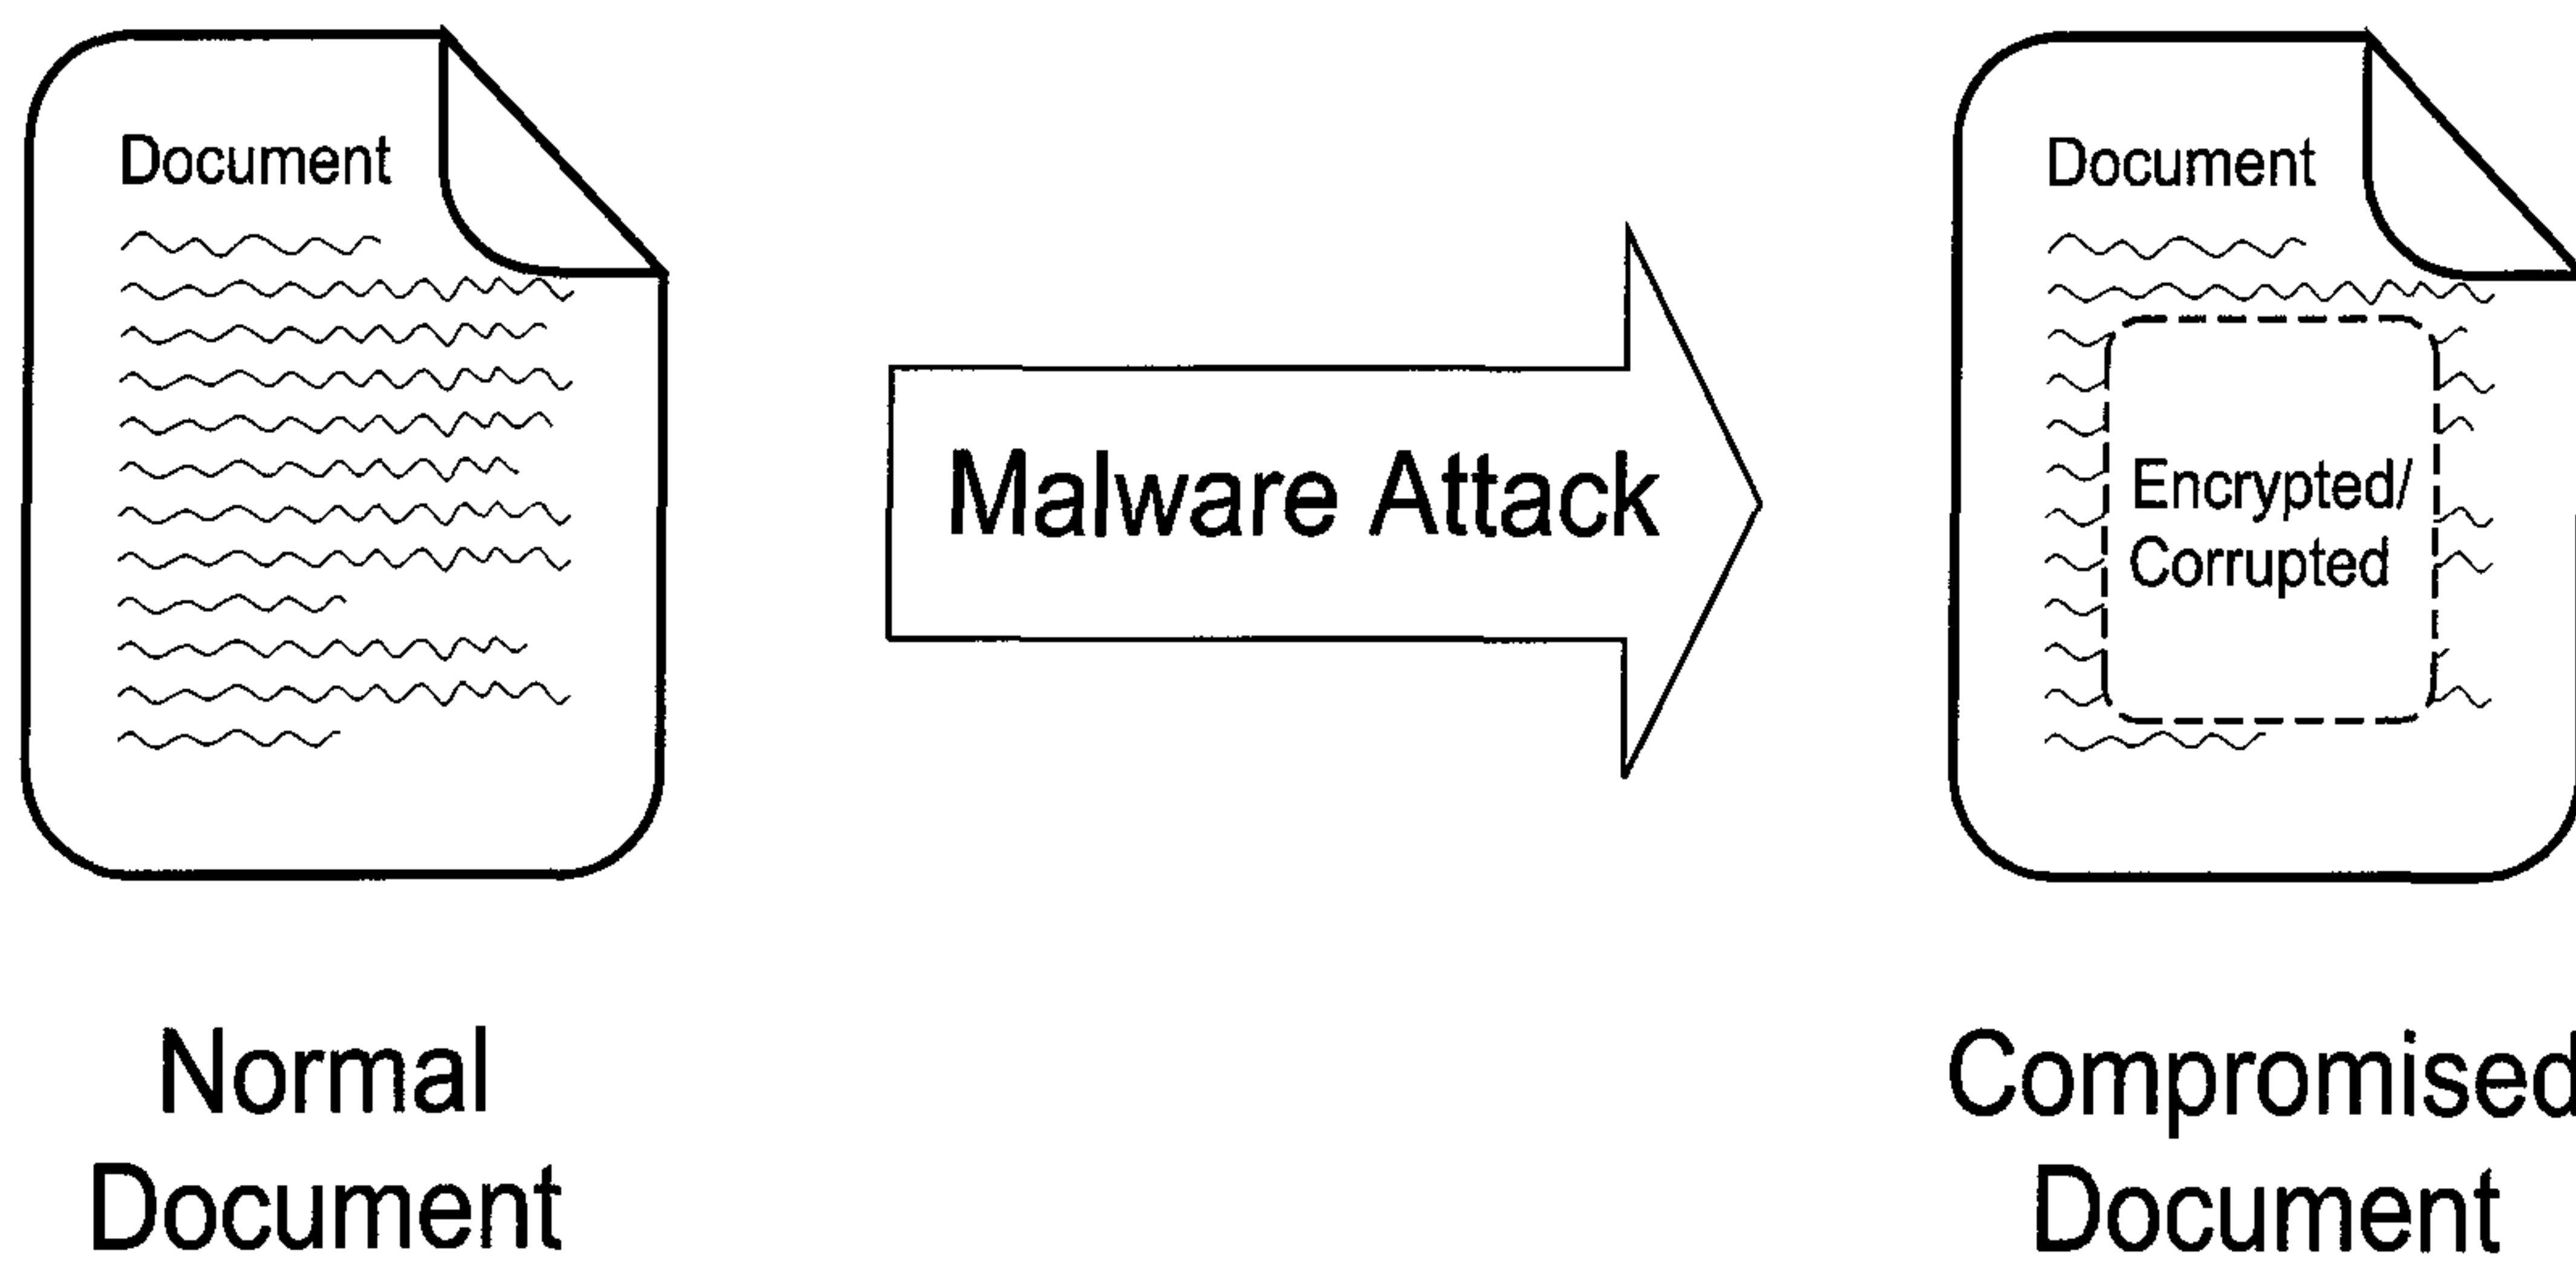 Document
Malware Attack
Document
Encrypted/
Corrupted
Normal
Document
Compromised
Document